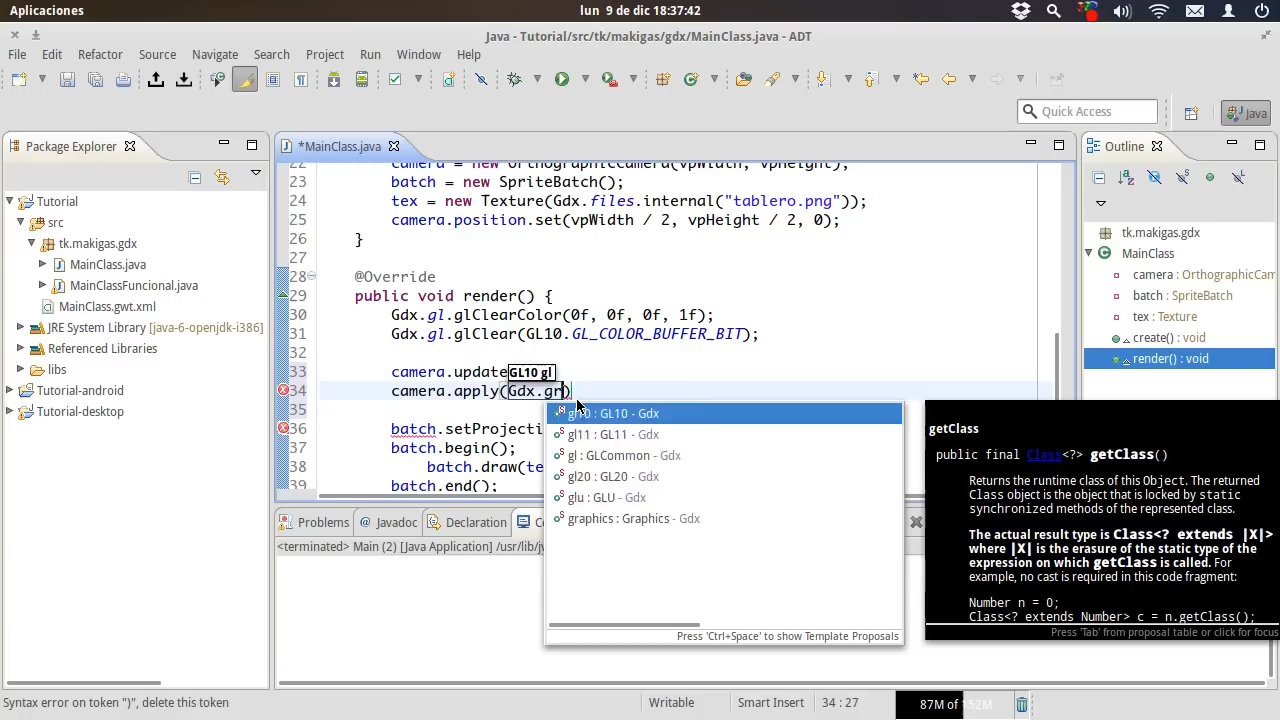 Aplicaciones
lun 9 de dic 18:37:42
Java - Tutorial/src/tk/makigas/gdx/MainClass.java - ADT
File Edit Refactor Source Navigate Search Project Run Window Help
Quick Access
Java
Package Explorer
*MainClass.java
Outline
Tutorial
src
tk.makigas.gdx
MainClass.java
MainClassFuncional.java
MainClass.gwt.xml
JRE System Library [java-6-openjdk-i386]
Referenced Libraries
libs
Tutorial-android
Tutorial-desktop
22 camera = new OrthographicCamera(vpWidth, vpHeight);
23 batch = new SpriteBatch();
24 tex = new Texture(Gdx.files.internal("tablero.png"));
25 camera.position.set(vpWidth / 2, vpHeight / 2, 0);
26 }
27
28 @Override
29 public void render() {
30 Gdx.gl.glClearColor(0f, 0f, 0f, 1f);
31 Gdx.gl.glClear(GL10.GL_COLOR_BUFFER_BIT);
32
33 camera.update
GL10 gl
34 camera.apply(Gdx.gr)
35
36 batch.setProjecti
37 batch.begin();
38 batch.draw(te
39 batch.end();
gl10 : GL10 - Gdx
gl11 : GL11 - Gdx
gl : GLCommon - Gdx
gl20 : GL20 - Gdx
glu : GLU - Gdx
graphics : Graphics - Gdx
Press 'Ctrl+Space' to show Template Proposals
tk.makigas.gdx
MainClass
camera : OrthographicCam
batch : SpriteBatch
tex : Texture
create() : void
render() : void
getClass
public final Class<?> getClass()
Returns the runtime class of this Object. The returned
Class object is the object that is locked by static
synchronized methods of the represented class.
The actual result type is Class<? extends |X|>
where |X| is the erasure of the static type of the
expression on which getClass is called. For
example, no cast is required in this code fragment:
Number n = 0;
Class<? extends Number> c = n.getClass();
Press 'Tab' from proposal table or click for focus
Problems Javadoc Declaration
<terminated> Main (2) [Java Application] /usr/lib/jv
Syntax error on token ")", delete this token
Writable
Smart Insert
34 : 27
87M of 152M